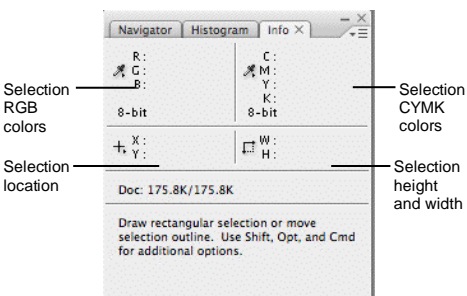 Navigator Histogram Info ×
R: C:
G: M:
B: Y:
K:
8-bit 8-bit
Selection
RGB
colors
Selection
CYMK
colors
X: W:
Y: H:
Selection
location
Selection
height
and width
Doc: 175.8K/175.8K
Draw rectangular selection or move
selection outline. Use Shift, Opt, and Cmd
for additional options.